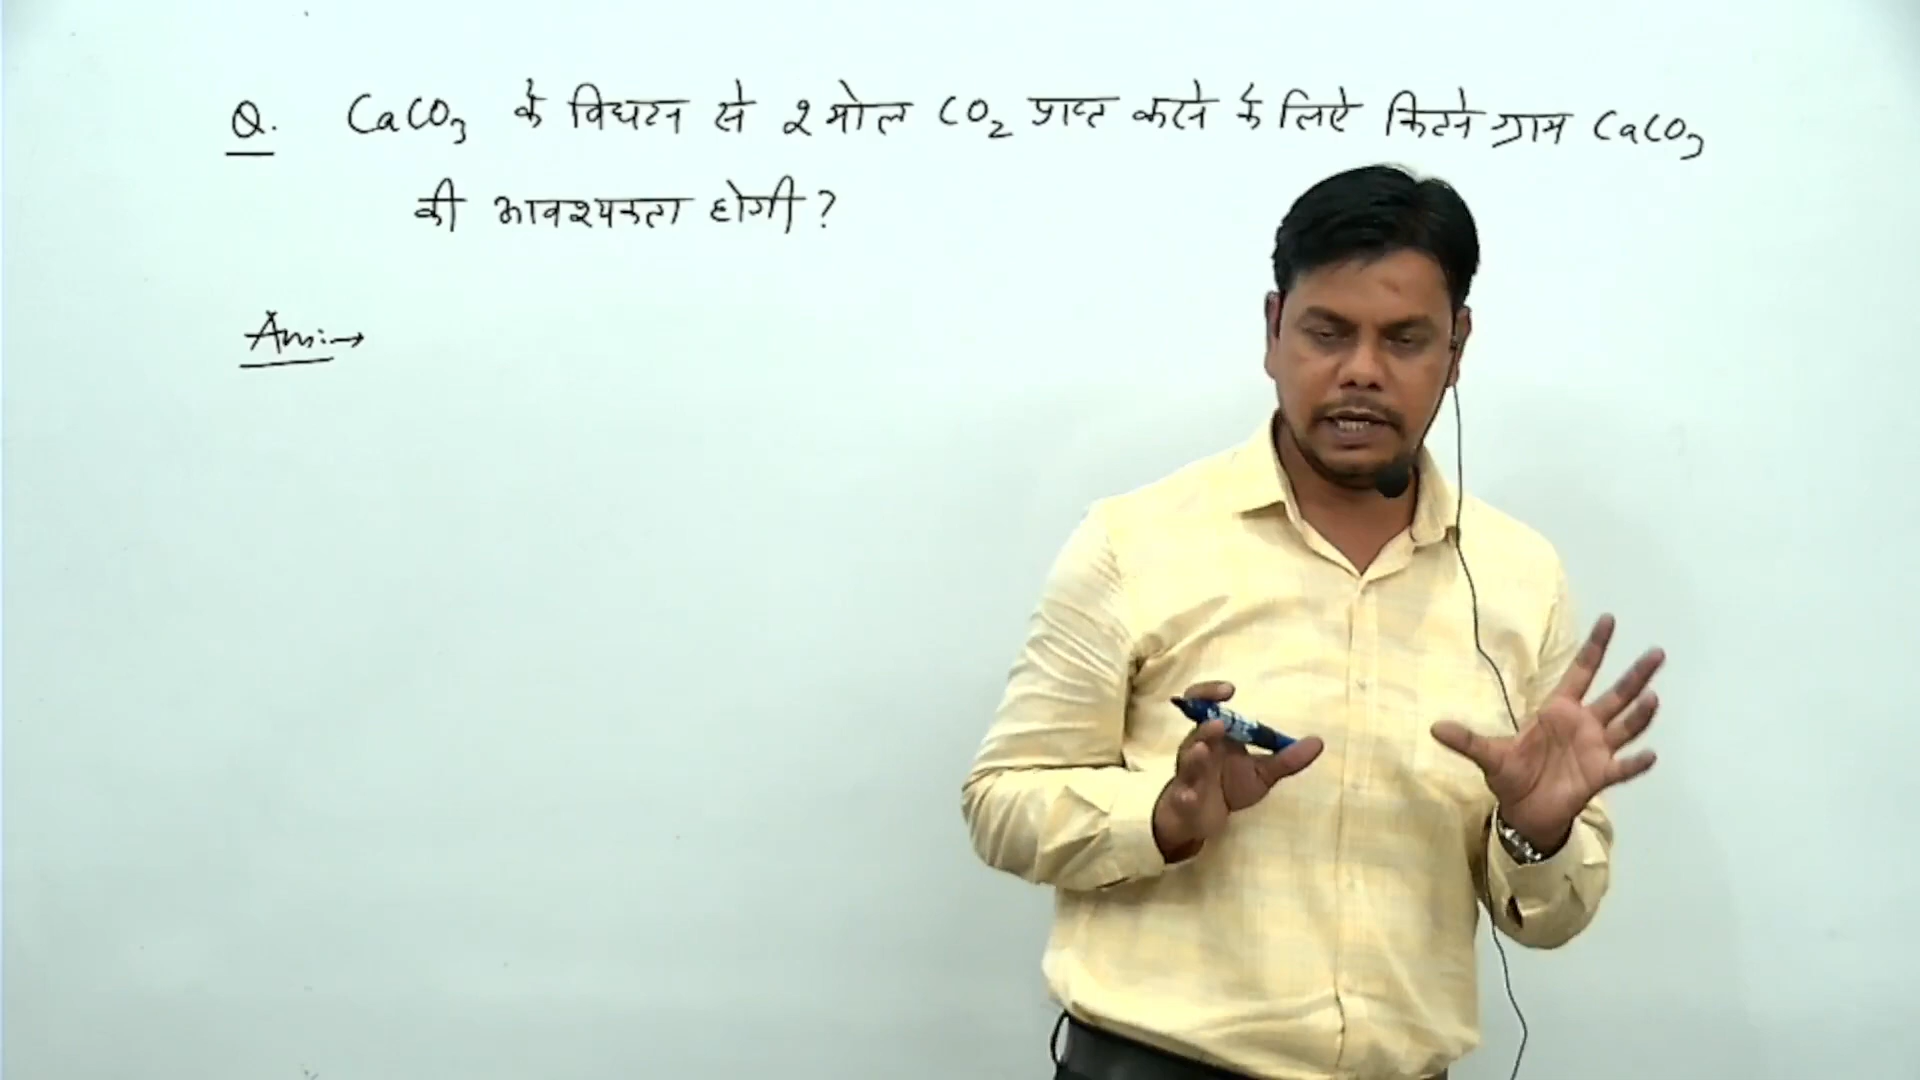 Q. CaCO₃ के विघटन से 2 मोल CO₂ प्राप्त करने के लिए कितने ग्राम CaCO₃
की आवश्यकता होगी ?
Ans:→